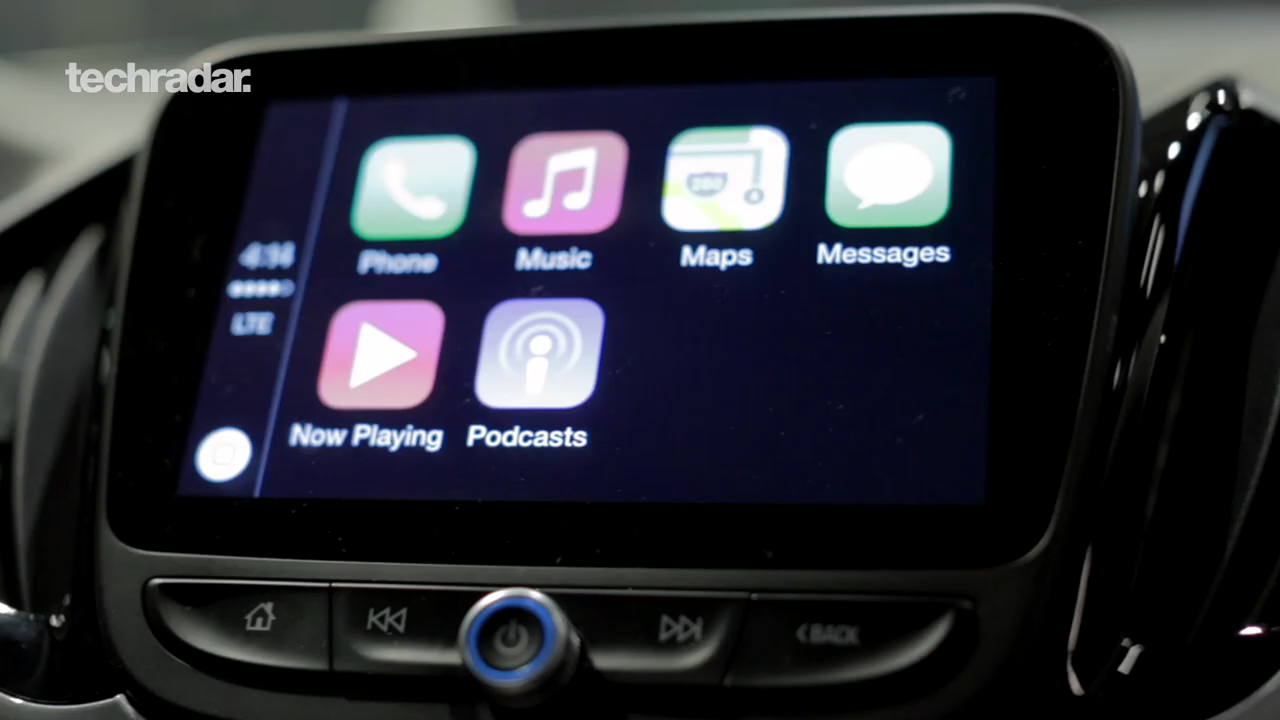 techradar.
Phone
Music
Maps
Messages
4:14
LTE
Now Playing
Podcasts
BACK